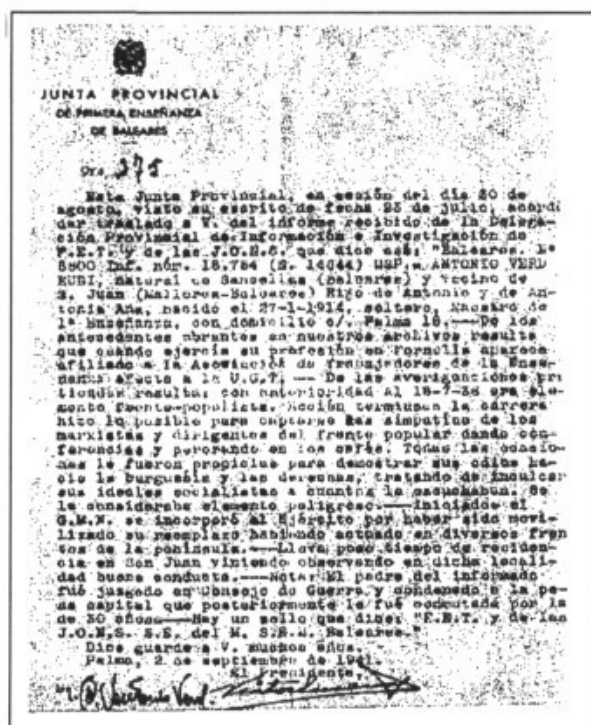 JUNTA PROVINCIAL
DE PRIMERA ENSEÑANZA
DE BALEARES
375
Esta Junta Provincial, en sesión del día 20 de
agosto, visto su escrito de fecha 23 de julio, acordó
dar traslado a V. del informe recibido de la Delega-
ción Provincial de Información e Investigación de
F.E.T. y de las J.O.N.S. que dice así: "Baleares.
Inf. núm. ANTONIO VERD
RUBI, natural de Sancellas (Baleares) y vecino de
S. Juan (Mallorca-Baleares) Hijo de Antonio y de An-
tonia Ana, nacido el 27-1-1914, soltero, Maestro de
1ª Enseñanza, con domicilio c/. Palma 16.——De los
antecedentes obrantes en nuestros archivos resulta
que cuando ejercía su profesión en Fornells aparece
afiliado a la Asociación de Trabajadores de la Ense-
ñanza afecta a la U.G.T.—— De las averiguaciones pra
resulta: con anterioridad al 18-7-36 era ele-
mento frente-populista. terminada la carrera
hizo lo posible para captarse las simpatías de los
marxistas y dirigentes del frente popular dando con-
ferencias y perorando en los cafés. Todas las ocasio-
nes le fueron propicias para demostrar sus odios ha-
cia la burguesía y las derechas, tratando de inculcar
sus ideales socialistas a cuantos le escuchaban. Se
le consideraba elemento peligroso.——Iniciado el
G.M.N. se incorporó al Ejército por haber sido movi-
lizado su reemplazo habiendo actuado en diversos fren
tes de la península.——Lleva poco tiempo de residen-
cia en San Juan viniendo observando en dicha locali-
dad buena conducta.——Nota: El padre del informado
fué juzgado en Consejo de Guerra y condenado a la pe-
na capital que posteriormente le fué conmutada por la
de 30 años.——Hay un sello que dice: "F.E.T. y de las
J.O.N.S. Baleares."
Dios guarde a V. muchos años.
Palma, 2 de septiembre de 1941.
El Presidente,